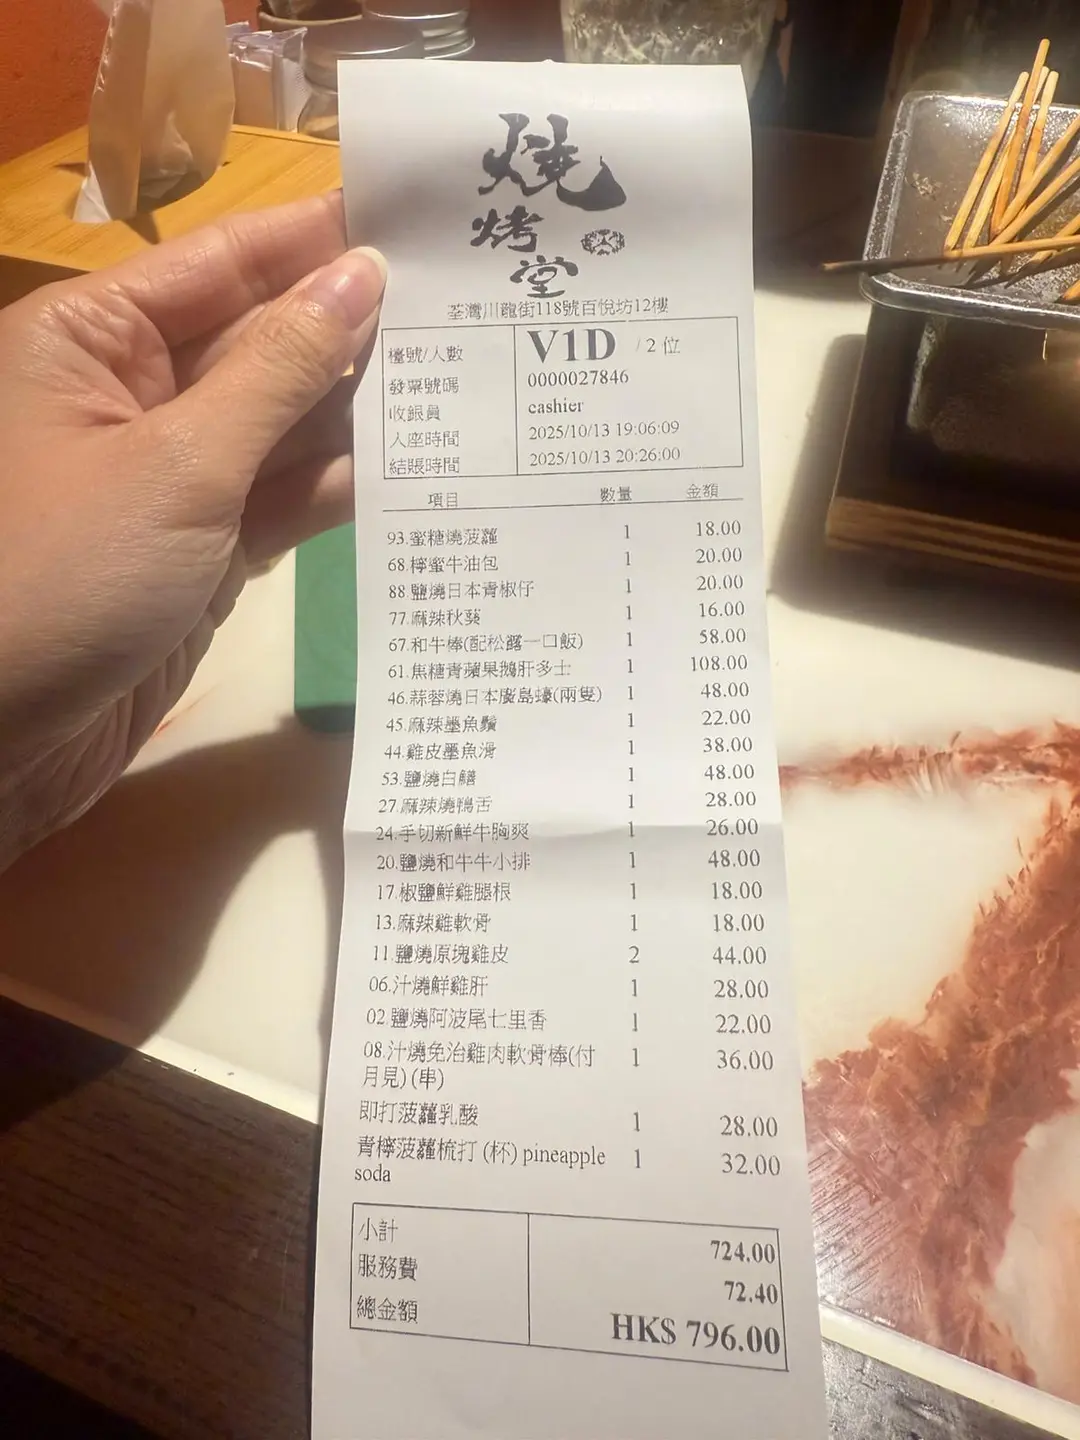 燒
烤
堂
荃灣川龍街118號百悅坊12樓
檯號/人數 V1D / 2 位
發票號碼 0000027846
收銀員 cashier
入座時間 2025/10/13 19:06:09
結賬時間 2025/10/13 20:26:00
項目 數量 金額
93.蜜糖燒菠蘿 1 18.00
68.檸蜜牛油包 1 20.00
88.鹽燒日本青椒仔 1 20.00
77.麻辣秋葵 1 16.00
67.和牛棒(配松露一口飯) 1 58.00
61.焦糖青蘋果鵝肝多士 1 108.00
46.蒜蓉燒日本廣島蠔(兩隻) 1 48.00
45.麻辣墨魚鬚 1 22.00
44.雞皮墨魚滑 1 38.00
53.鹽燒白鱔 1 48.00
27.麻辣燒鴨舌 1 28.00
24.手切新鮮牛胸爽 1 26.00
20.鹽燒和牛牛小排 1 48.00
17.椒鹽鮮雞腿根 1 18.00
13.麻辣雞軟骨 1 18.00
11.鹽燒原塊雞皮 2 44.00
06.汁燒鮮雞肝 1 28.00
02.鹽燒阿波尾七里香 1 22.00
08.汁燒免治雞肉軟骨棒(付 1 36.00
月見) (串)
即打菠蘿乳酸 1 28.00
青檸菠蘿梳打 (杯) pineapple 1 32.00
soda
小計 724.00
服務費 72.40
總金額 HK$ 796.00